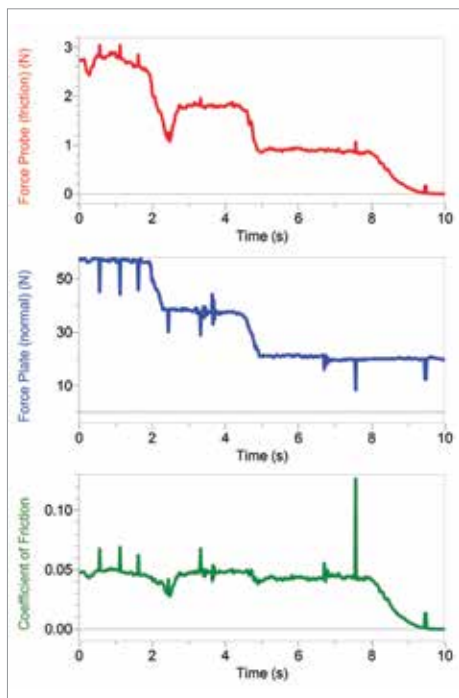 Force Probe (friction) (N)
3
2
1
0
0 2 4 6 8 10
Time (s)
Force Plate (normal) (N)
50
30
10
0 2 4 6 8 10
Time (s)
Coefficient of Friction
0.10
0.05
0.00
0 2 4 6 8 10
Time (s)